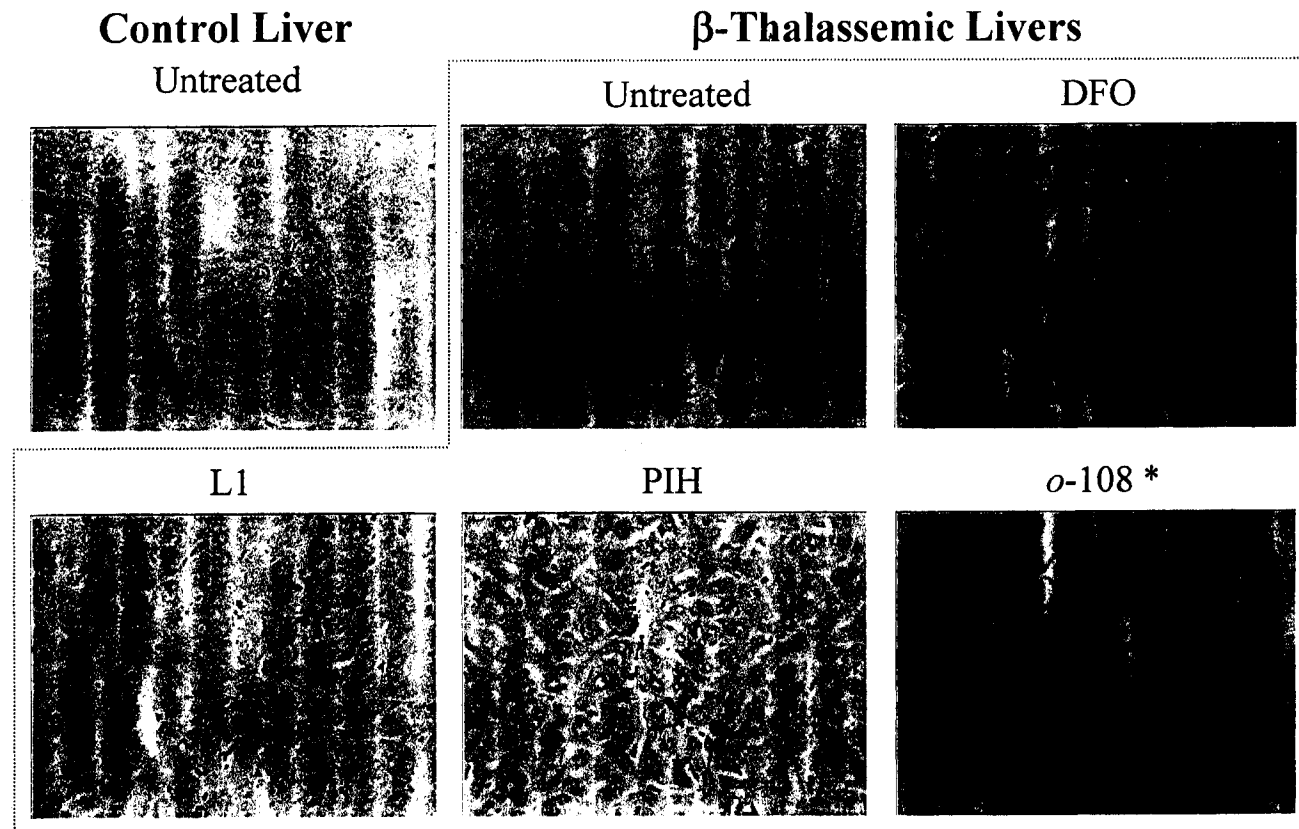 Control Liver
β-Thalassemic Livers
Untreated
Untreated
DFO
L1
PIH
o-108 *